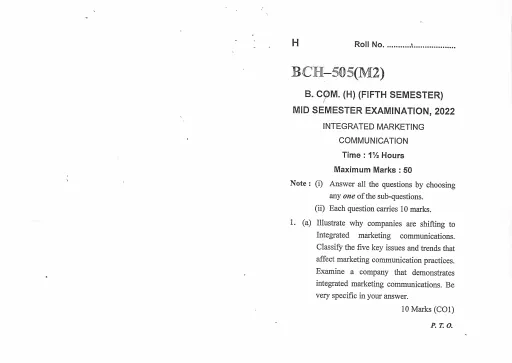 H Roll No. ........................
BCH–505(M2)
B. COM. (H) (FIFTH SEMESTER)
MID SEMESTER EXAMINATION, 2022
INTEGRATED MARKETING
COMMUNICATION
Time : 1½ Hours
Maximum Marks : 50
Note : (i) Answer all the questions by choosing
any one of the sub-questions.
(ii) Each question carries 10 marks.
1. (a) Illustrate why companies are shifting to
Integrated marketing communications.
Classify the five key issues and trends that
affect marketing communication practices.
Examine a company that demonstrates
integrated marketing communications. Be
very specific in your answer.
10 Marks (CO1)
P. T. O.